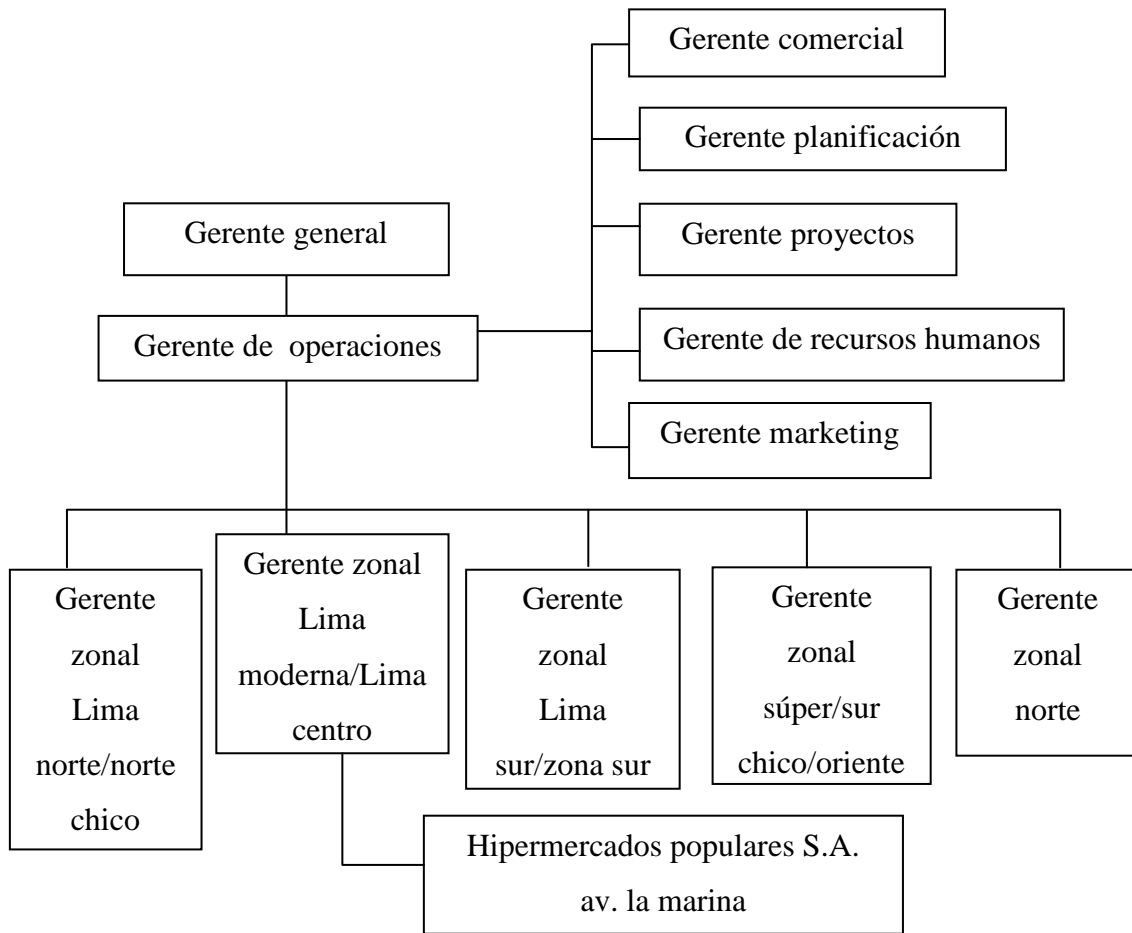 Gerente comercial
Gerente planificación
Gerente general
Gerente proyectos
Gerente de operaciones
Gerente de recursos humanos
Gerente marketing
Gerente
zonal
Lima
norte/norte
chico
Gerente zonal
Lima
moderna/Lima
centro
Gerente
zonal
Lima
sur/zona sur
Gerente
zonal
súper/sur
chico/oriente
Gerente
zonal
norte
Hipermercados populares S.A.
av. la marina